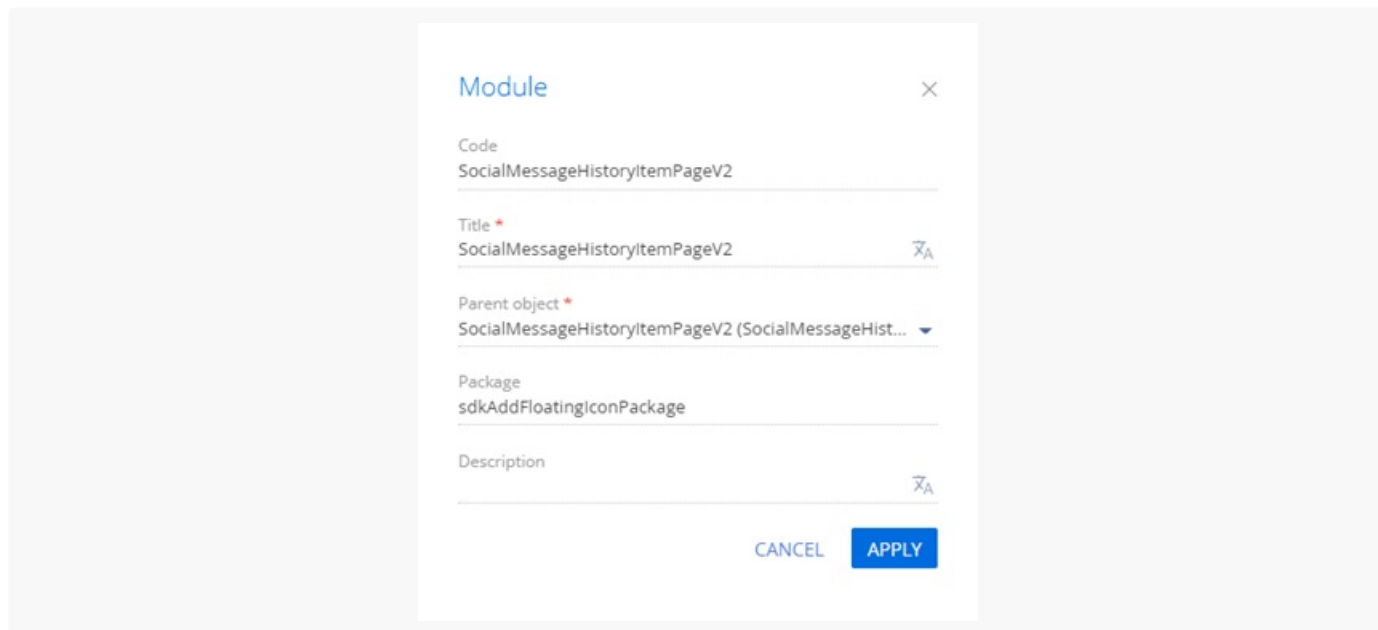 Module
Code
SocialMessageHistoryItemPageV2
Title *
SocialMessageHistoryItemPageV2
Parent object *
SocialMessageHistoryItemPageV2 (SocialMessageHist...
Package
sdkAddFloatingIconPackage
Description
CANCEL APPLY